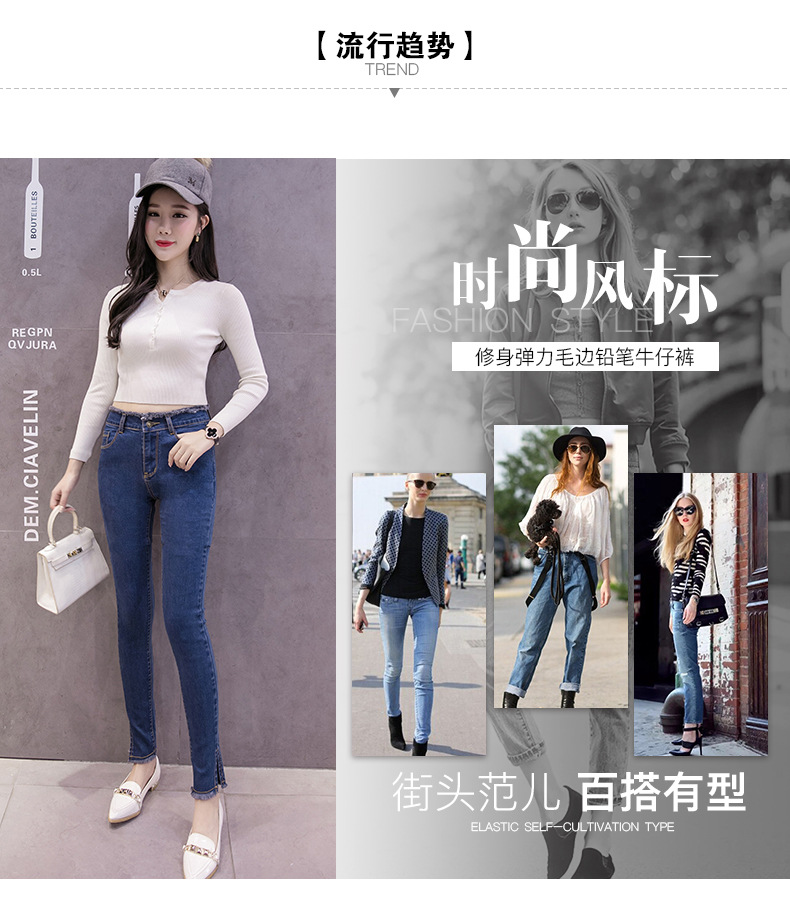 【流行趋势】
TREND
1 BOUTEILLES
0.5L
REGPN
QVJURA
DEM.CIAVELIN
时尚风标
FASHION STYLE
修身弹力毛边铅笔牛仔裤
街头范儿 百搭有型
ELASTIC SELF-CULTIVATION TYPE